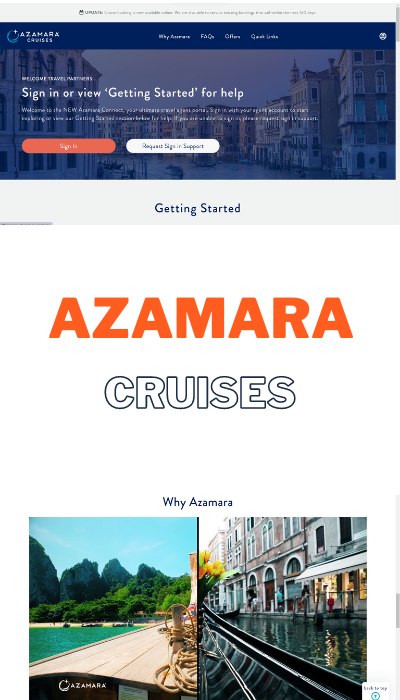 UPDATE: Cruise booking is now available online. We are also able to service existing bookings that sail within the next 120 days.
AZAMARA
CRUISES
Why Azamara
FAQs
Offers
Quick Links
WELCOME TRAVEL PARTNERS
Sign in or view ‘Getting Started’ for help
Welcome to the NEW Azamara Connect, your ultimate travel agent portal. Sign in with your agent account to start
exploring or view our Getting Started section below for help. If you are unable to sign in, please request sign in support.
Sign In
Request Sign in Support
Getting Started
AZAMARA
CRUISES
Why Azamara
AZAMARA
back to top